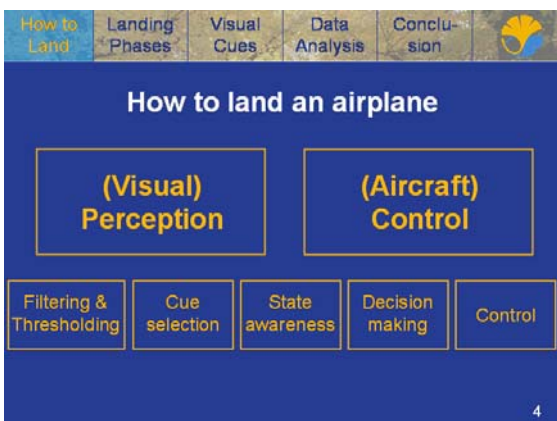 How to
Land
Landing
Phases
Visual
Cues
Data
Analysis
Conclu-
sion
How to land an airplane
(Visual)
Perception
(Aircraft)
Control
Filtering &
Thresholding
Cue
selection
State
awareness
Decision
making
Control
4